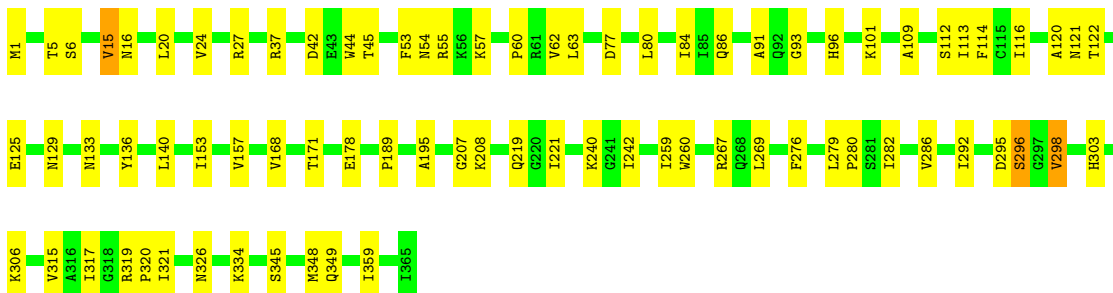 M1 T5 S6 V15 N16 L20 V24 R27 R37 D42 E43 W44 T45 F53 N54 R55 K56 K57 P60 R61 V62 L63 D77 L80 I84 I85 Q86 A91 Q92 G93 H96 K101 A109 S112 I113 F114 C115 I116 A120 N121 T122
E125 N129 N133 Y136 L140 I153 V157 V168 T171 E178 P189 A195 G207 K208 Q219 G220 I221 K240 G241 I242 I259 W260 R267 Q268 L269 F276 L279 P280 S281 I282 V286 I292 D295 S296 G297 V298 H303
K306 V315 A316 I317 G318 R319 P320 I321 N326 K334 S345 M348 Q349 I359 I365